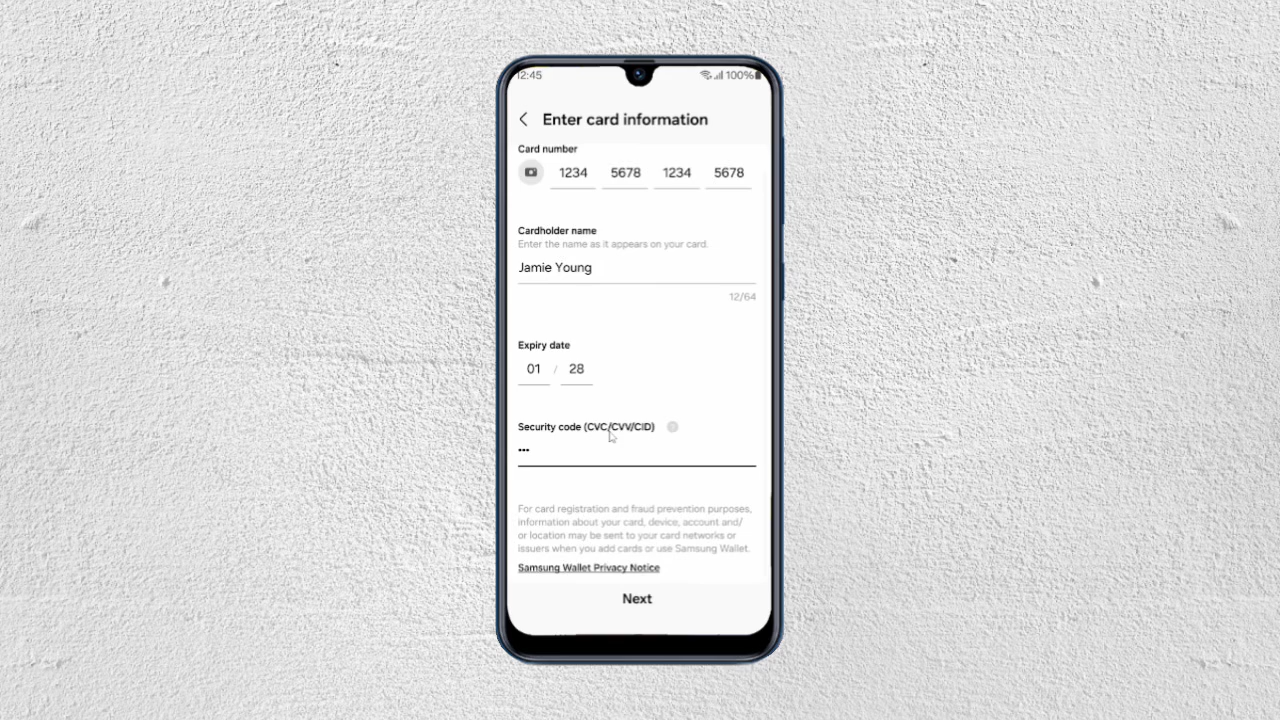 12:45 100%
Enter card information
Card number
1234 5678 1234 5678
Cardholder name
Enter the name as it appears on your card.
Jamie Young
12/64
Expiry date
01 / 28
Security code (CVC/CVV/CID) ?
•••
For card registration and fraud prevention purposes,
information about your card, device, account and/
or location may be sent to your card networks or
issuers when you add cards or use Samsung Wallet.
Samsung Wallet Privacy Notice
Next